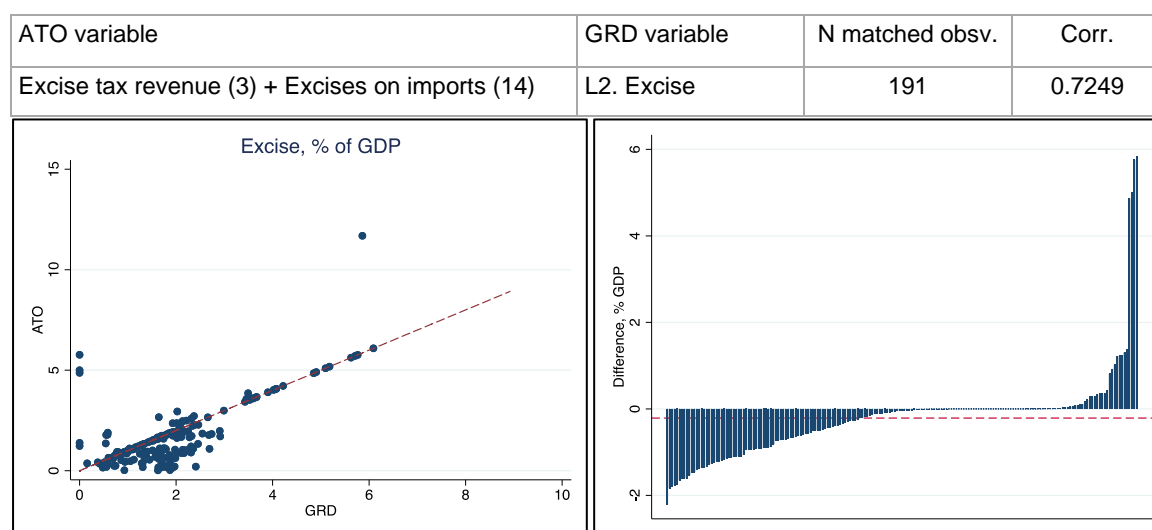 ATO variable GRD variable N matched obsv. Corr.
Excise tax revenue (3) + Excises on imports (14) L2. Excise 191 0.7249
Excise, % of GDP
15
10
5
0
ATO
0 2 4 6 8 10
GRD
6
4
2
0
-2
Difference, % GDP